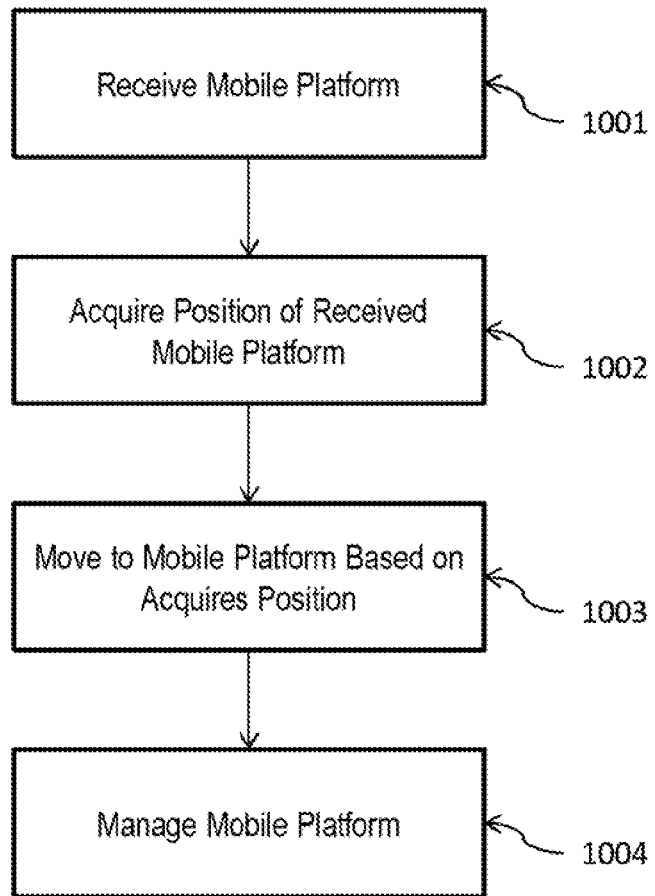 Receive Mobile Platform
1001
Acquire Position of Received
Mobile Platform
1002
Move to Mobile Platform Based on
Acquires Position
1003
Manage Mobile Platform
1004